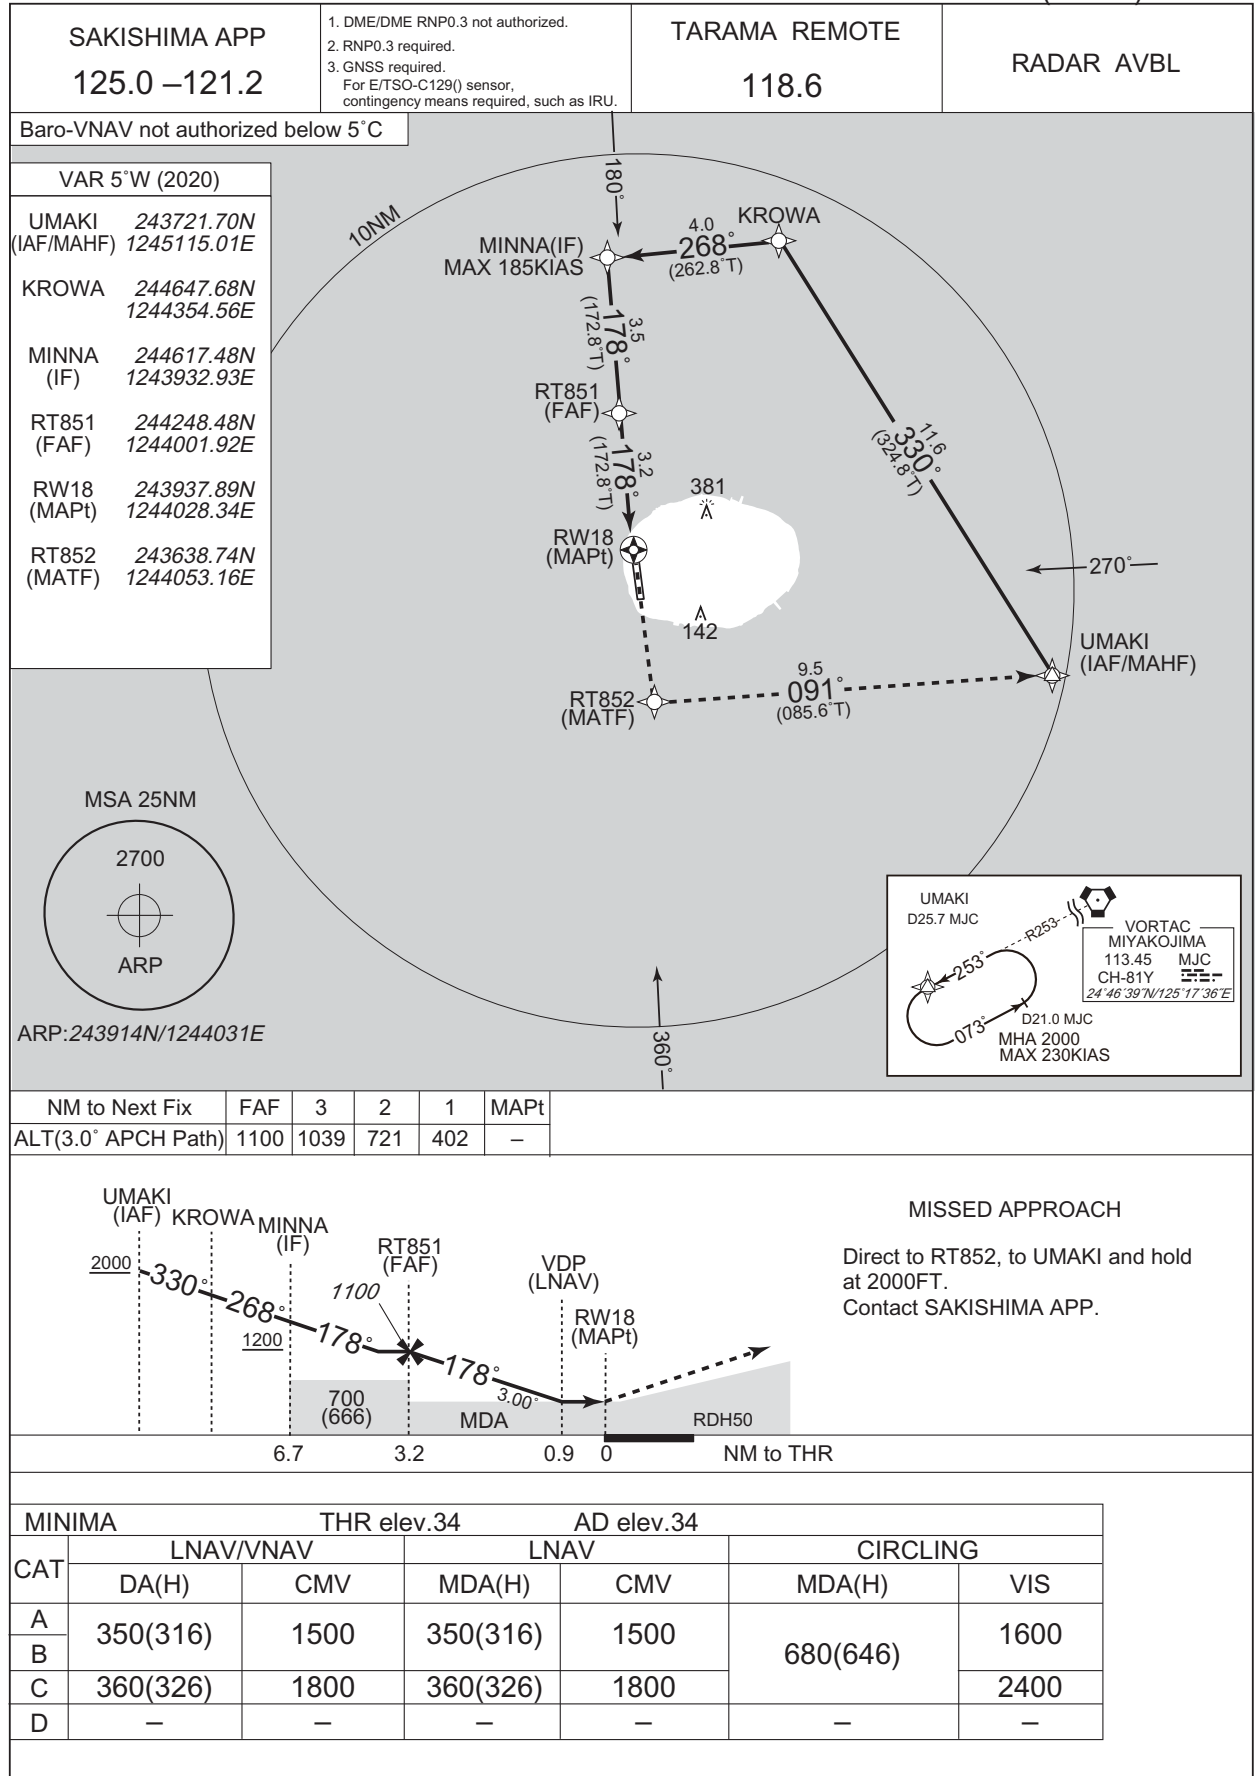 SAKISHIMA APP
125.0 –121.2
1. DME/DME RNP0.3 not authorized.
2. RNP0.3 required.
3. GNSS required.
For E/TSO-C129() sensor,
contingency means required, such as IRU.
TARAMA REMOTE
118.6
RADAR AVBL
Baro-VNAV not authorized below 5˚C
VAR 5˚W (2020)
UMAKI 243721.70N
(IAF/MAHF) 1245115.01E
KROWA 244647.68N
1244354.56E
MINNA 244617.48N
(IF) 1243932.93E
RT851 244248.48N
(FAF) 1244001.92E
RW18 243937.89N
(MAPt) 1244028.34E
RT852 243638.74N
(MATF) 1244053.16E
10NM
180˚
MINNA(IF)
MAX 185KIAS
4.0
268˚
(262.8˚T)
KROWA
3.5
178˚
(172.8˚T)
RT851
(FAF)
3.2
178˚
(172.8˚T)
11.6
330˚
(324.8˚T)
381
RW18
(MAPt)
142
270˚
UMAKI
(IAF/MAHF)
9.5
091˚
(085.6˚T)
RT852
(MATF)
MSA 25NM
2700
ARP
ARP:243914N/1244031E
360˚
UMAKI
D25.7 MJC
R253
253˚
073˚
D21.0 MJC
MHA 2000
MAX 230KIAS
VORTAC
MIYAKOJIMA
113.45 MJC
CH-81Y
24˚46´39˝N/125˚17´36˝E
NM to Next Fix FAF 3 2 1 MAPt
ALT(3.0˚ APCH Path) 1100 1039 721 402 –
UMAKI
(IAF)
KROWA
MINNA
(IF)
RT851
(FAF)
VDP
(LNAV)
RW18
(MAPt)
2000
330˚
268˚
1200
178˚
1100
178˚
3.00˚
700
(666)
MDA
RDH50
6.7 3.2 0.9 0 NM to THR
MISSED APPROACH
Direct to RT852, to UMAKI and hold
at 2000FT.
Contact SAKISHIMA APP.
MINIMA THR elev.34 AD elev.34
CAT LNAV/VNAV LNAV CIRCLING
DA(H) CMV MDA(H) CMV MDA(H) VIS
A
B
350(316) 1500 350(316) 1500 680(646) 1600
C 360(326) 1800 360(326) 1800 2400
D – – – – – –